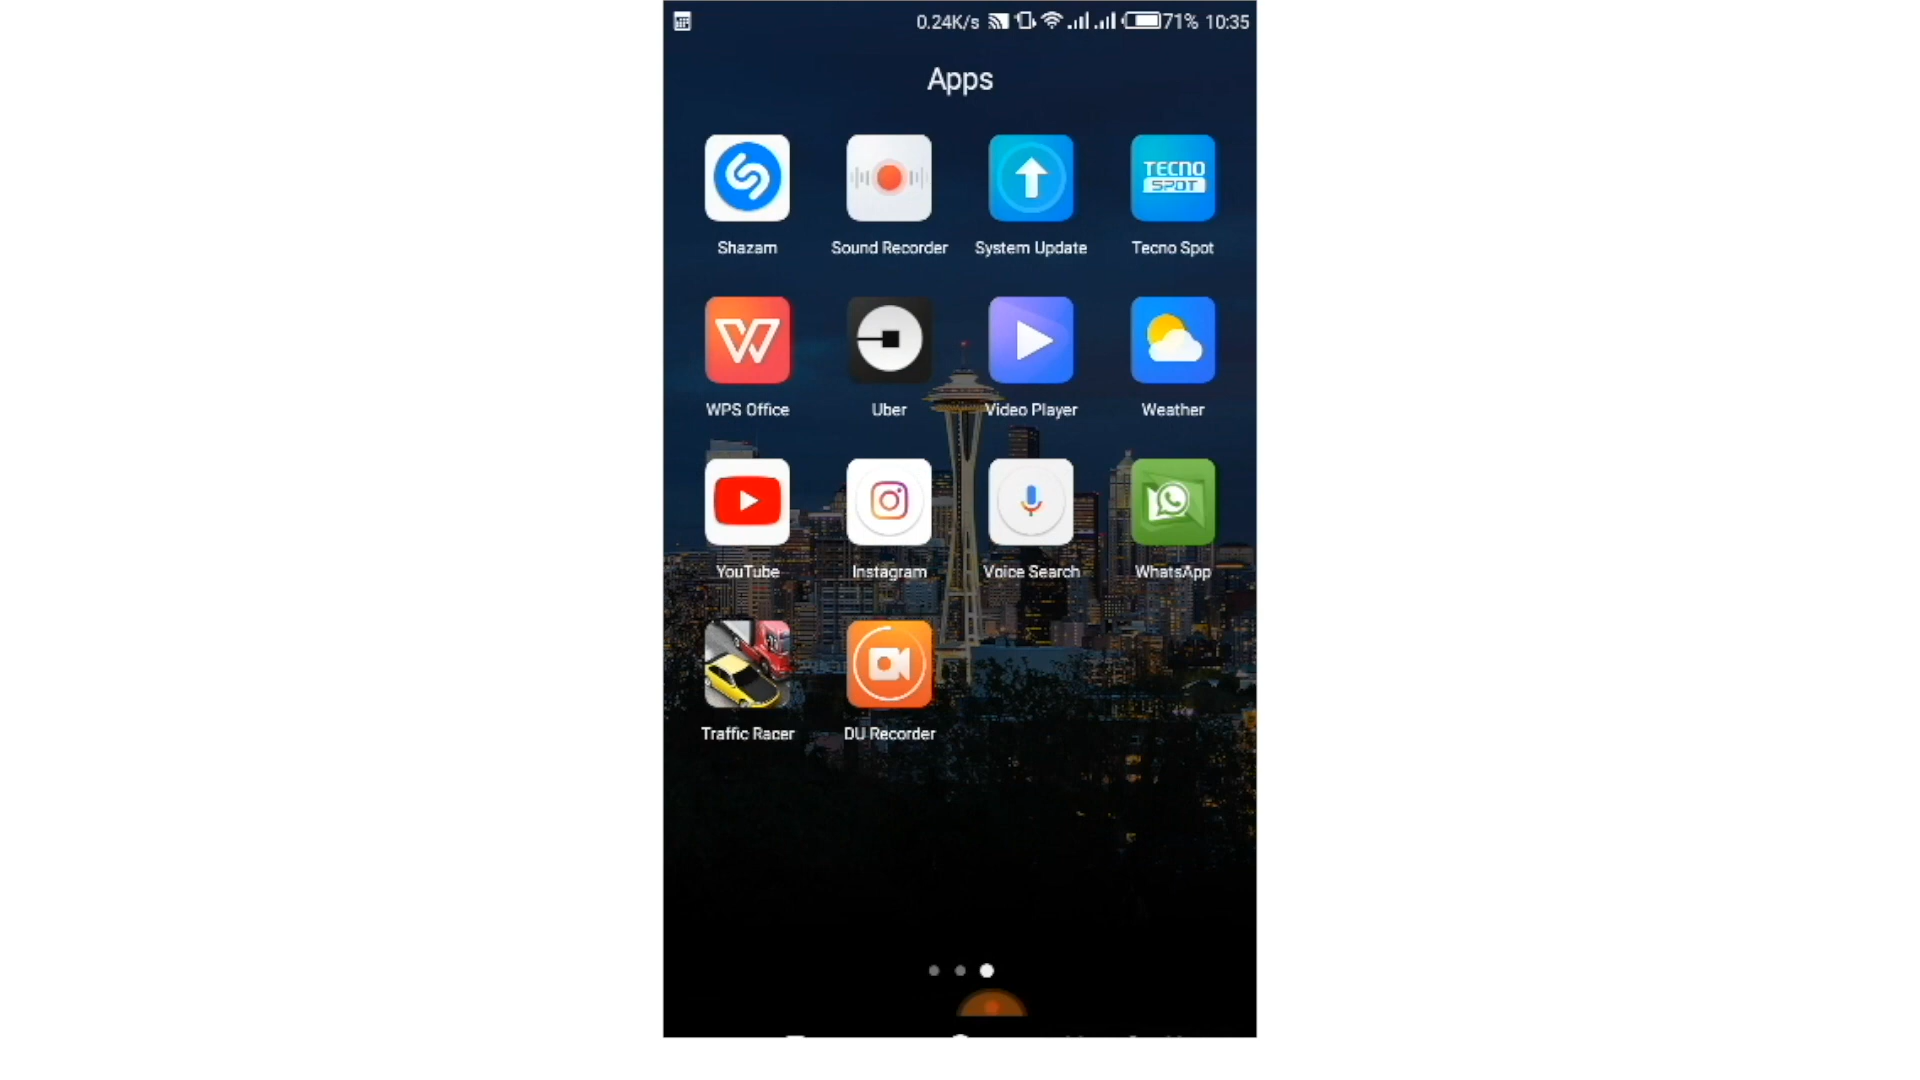 0.24K/s 71% 10:35
Apps
TECNO
SPOT
Shazam Sound Recorder System Update Tecno Spot
WPS Office Uber Video Player Weather
YouTube Instagram Voice Search WhatsApp
Traffic Racer DU Recorder